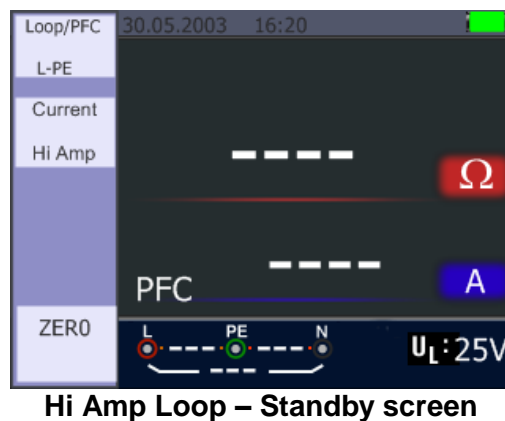 Loop/PFC
L-PE
Current
Hi Amp
ZER0
30.05.2003 16:20
---- Ω
----
PFC A
L PE N
--- ---
---
UL:25V
Hi Amp Loop – Standby screen